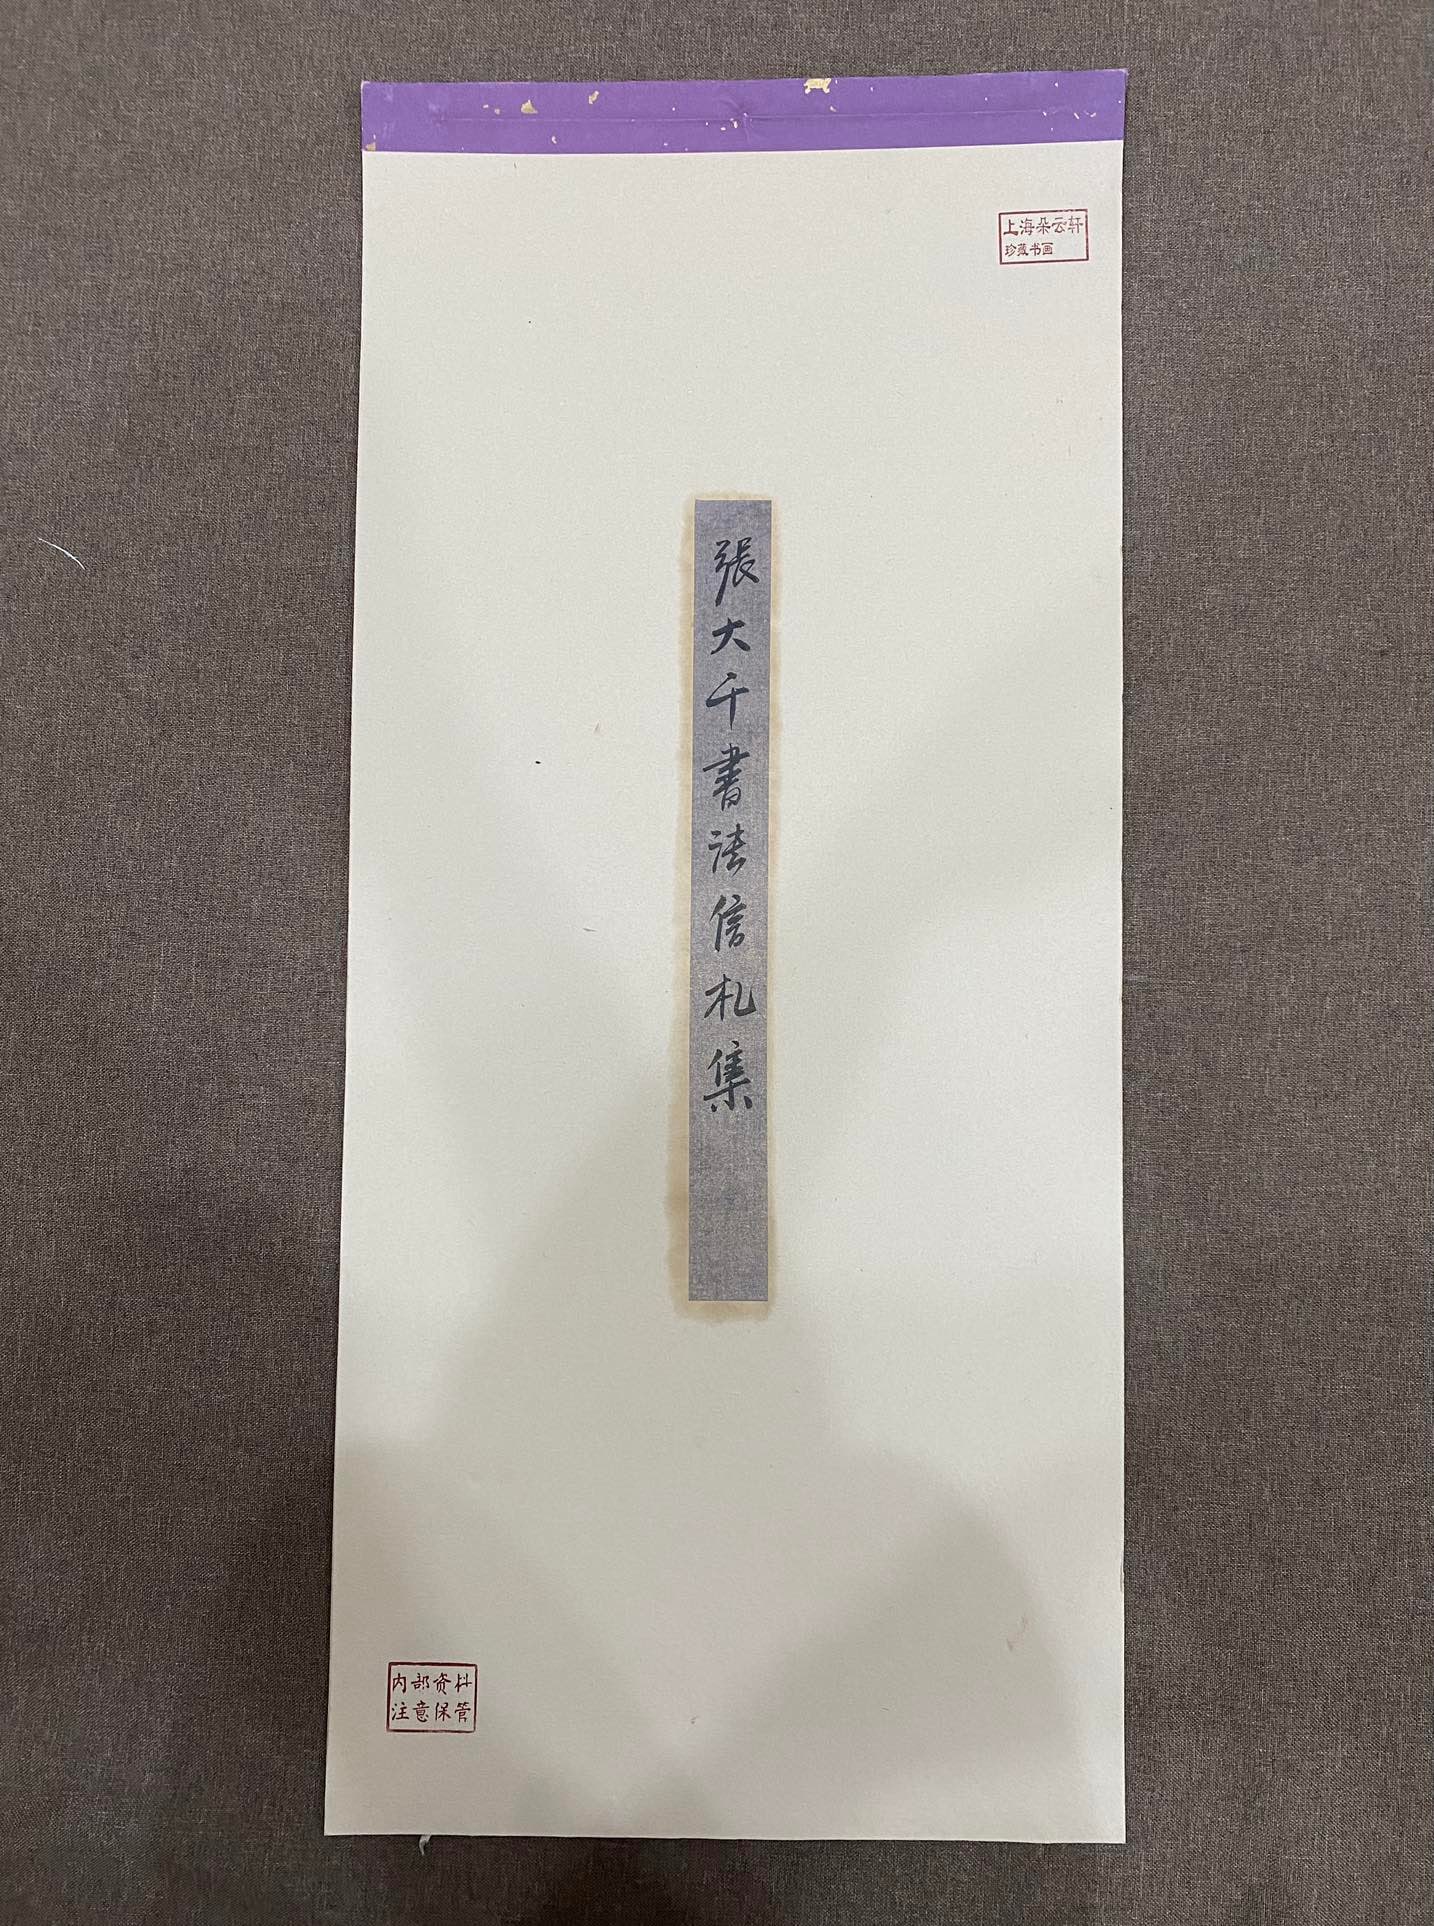 上海朵云轩
珍藏书画
張大千書法信札集
内部资料
注意保管